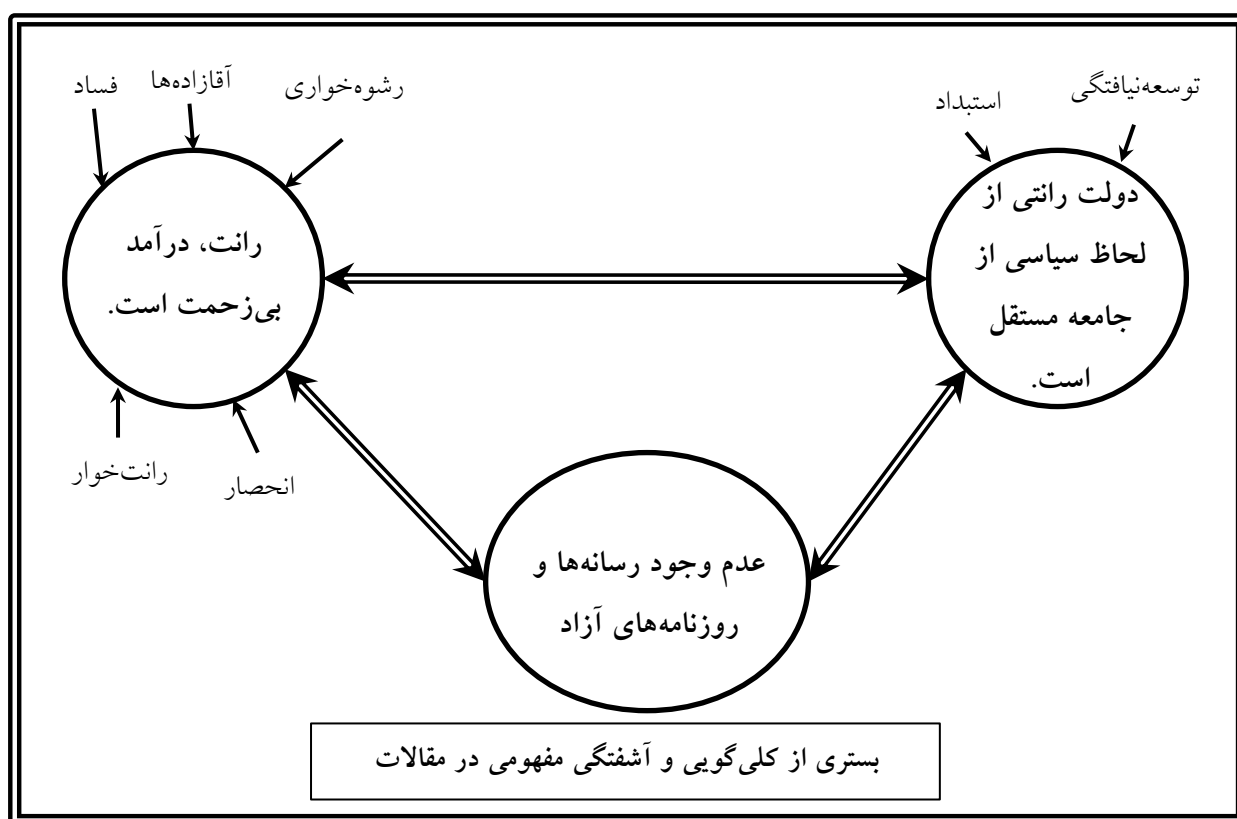 توسعه‌نیافتگی
استبداد
رشوه‌خواری
آقازاده‌ها
فساد
دولت رانتی از
لحاظ سیاسی از
جامعه مستقل
است.
رانت، درآمد
بی‌زحمت است.
انحصار
رانت‌خوار
عدم وجود رسانه‌ها و
روزنامه‌های آزاد
بستری از کلی‌گویی و آشفتگی مفهومی در مقالات